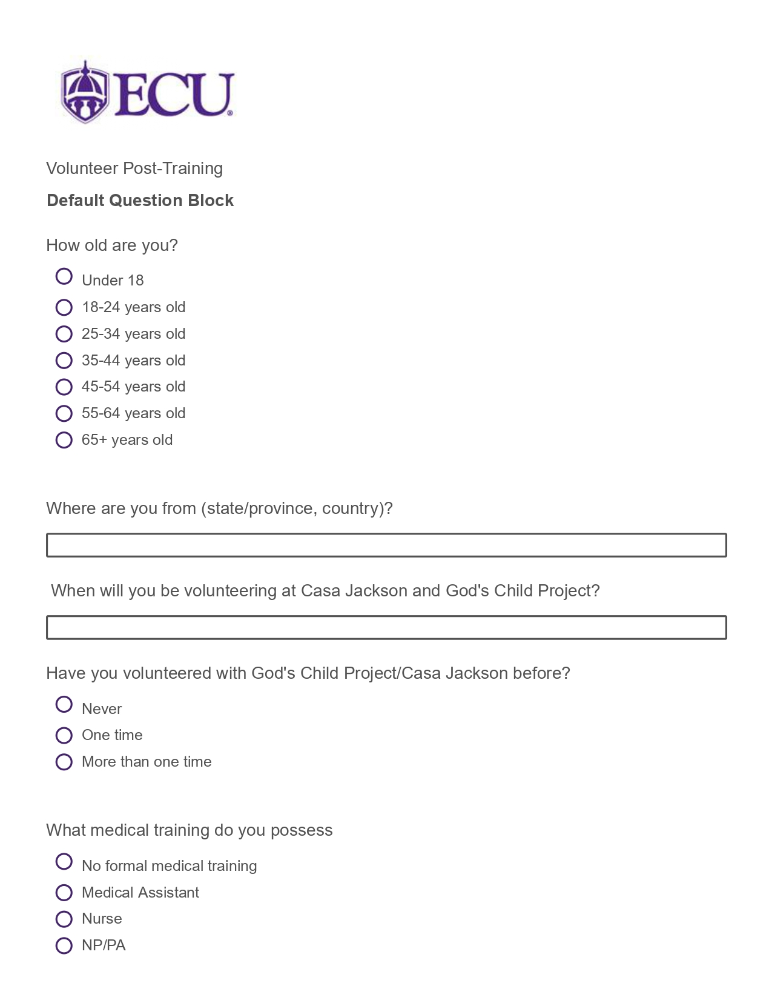 ECU®
Volunteer Post-Training
Default Question Block
How old are you?
Under 18
18-24 years old
25-34 years old
35-44 years old
45-54 years old
55-64 years old
65+ years old
Where are you from (state/province, country)?
When will you be volunteering at Casa Jackson and God's Child Project?
Have you volunteered with God's Child Project/Casa Jackson before?
Never
One time
More than one time
What medical training do you possess
No formal medical training
Medical Assistant
Nurse
NP/PA